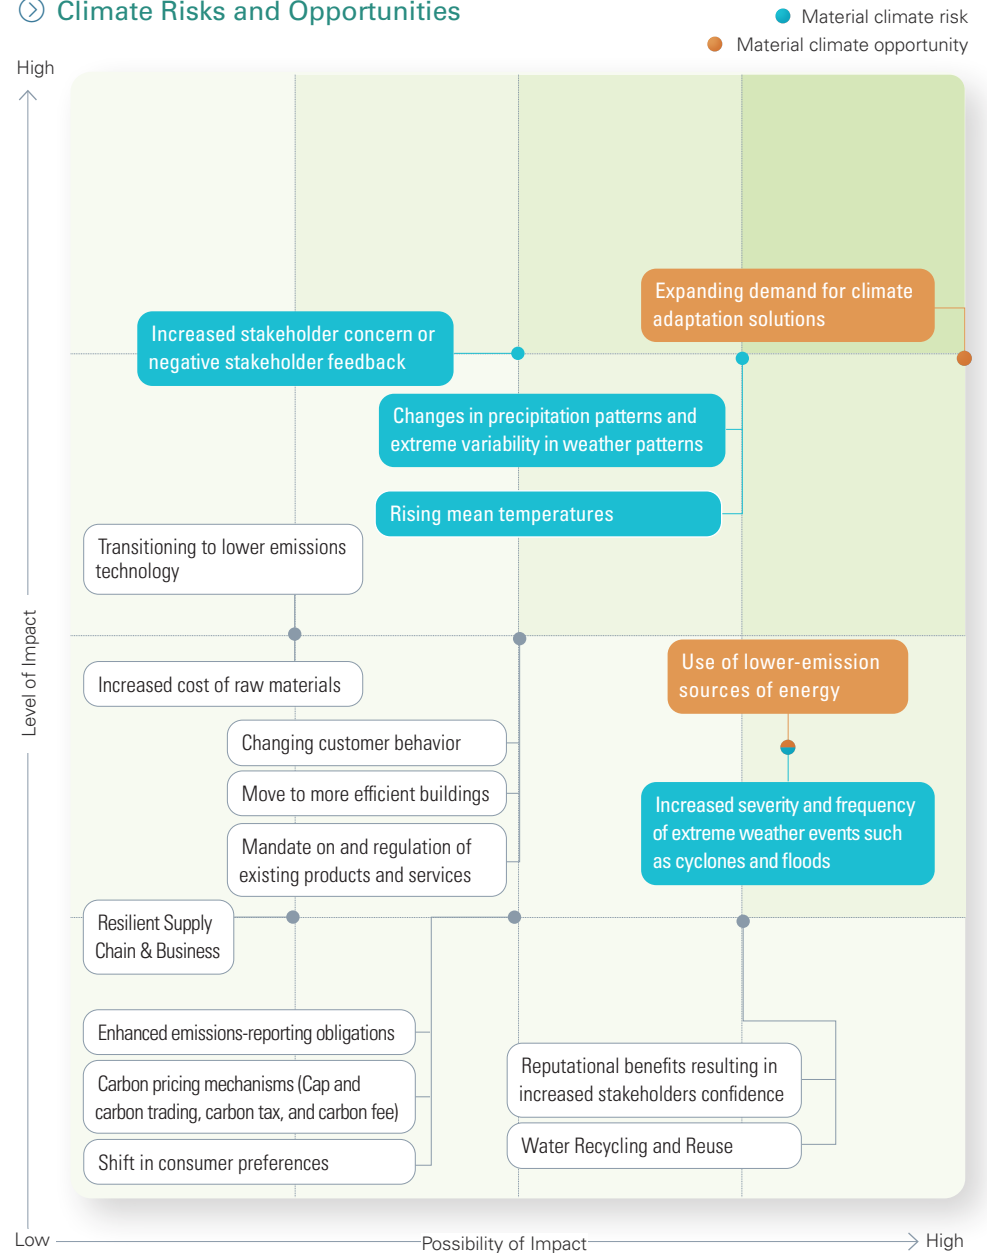 Climate Risks and Opportunities
Material climate risk
Material climate opportunity
High
Expanding demand for climate
adaptation solutions
Increased stakeholder concern or
negative stakeholder feedback
Changes in precipitation patterns and
extreme variability in weather patterns
Rising mean temperatures
Transitioning to lower emissions
technology
Level of Impact
Use of lower-emission
sources of energy
Increased cost of raw materials
Changing customer behavior
Move to more efficient buildings
Increased severity and frequency
of extreme weather events such
as cyclones and floods
Mandate on and regulation of
existing products and services
Resilient Supply
Chain & Business
Enhanced emissions-reporting obligations
Carbon pricing mechanisms (Cap and
carbon trading, carbon tax, and carbon fee)
Shift in consumer preferences
Reputational benefits resulting in
increased stakeholders confidence
Water Recycling and Reuse
Low
Possibility of Impact
High